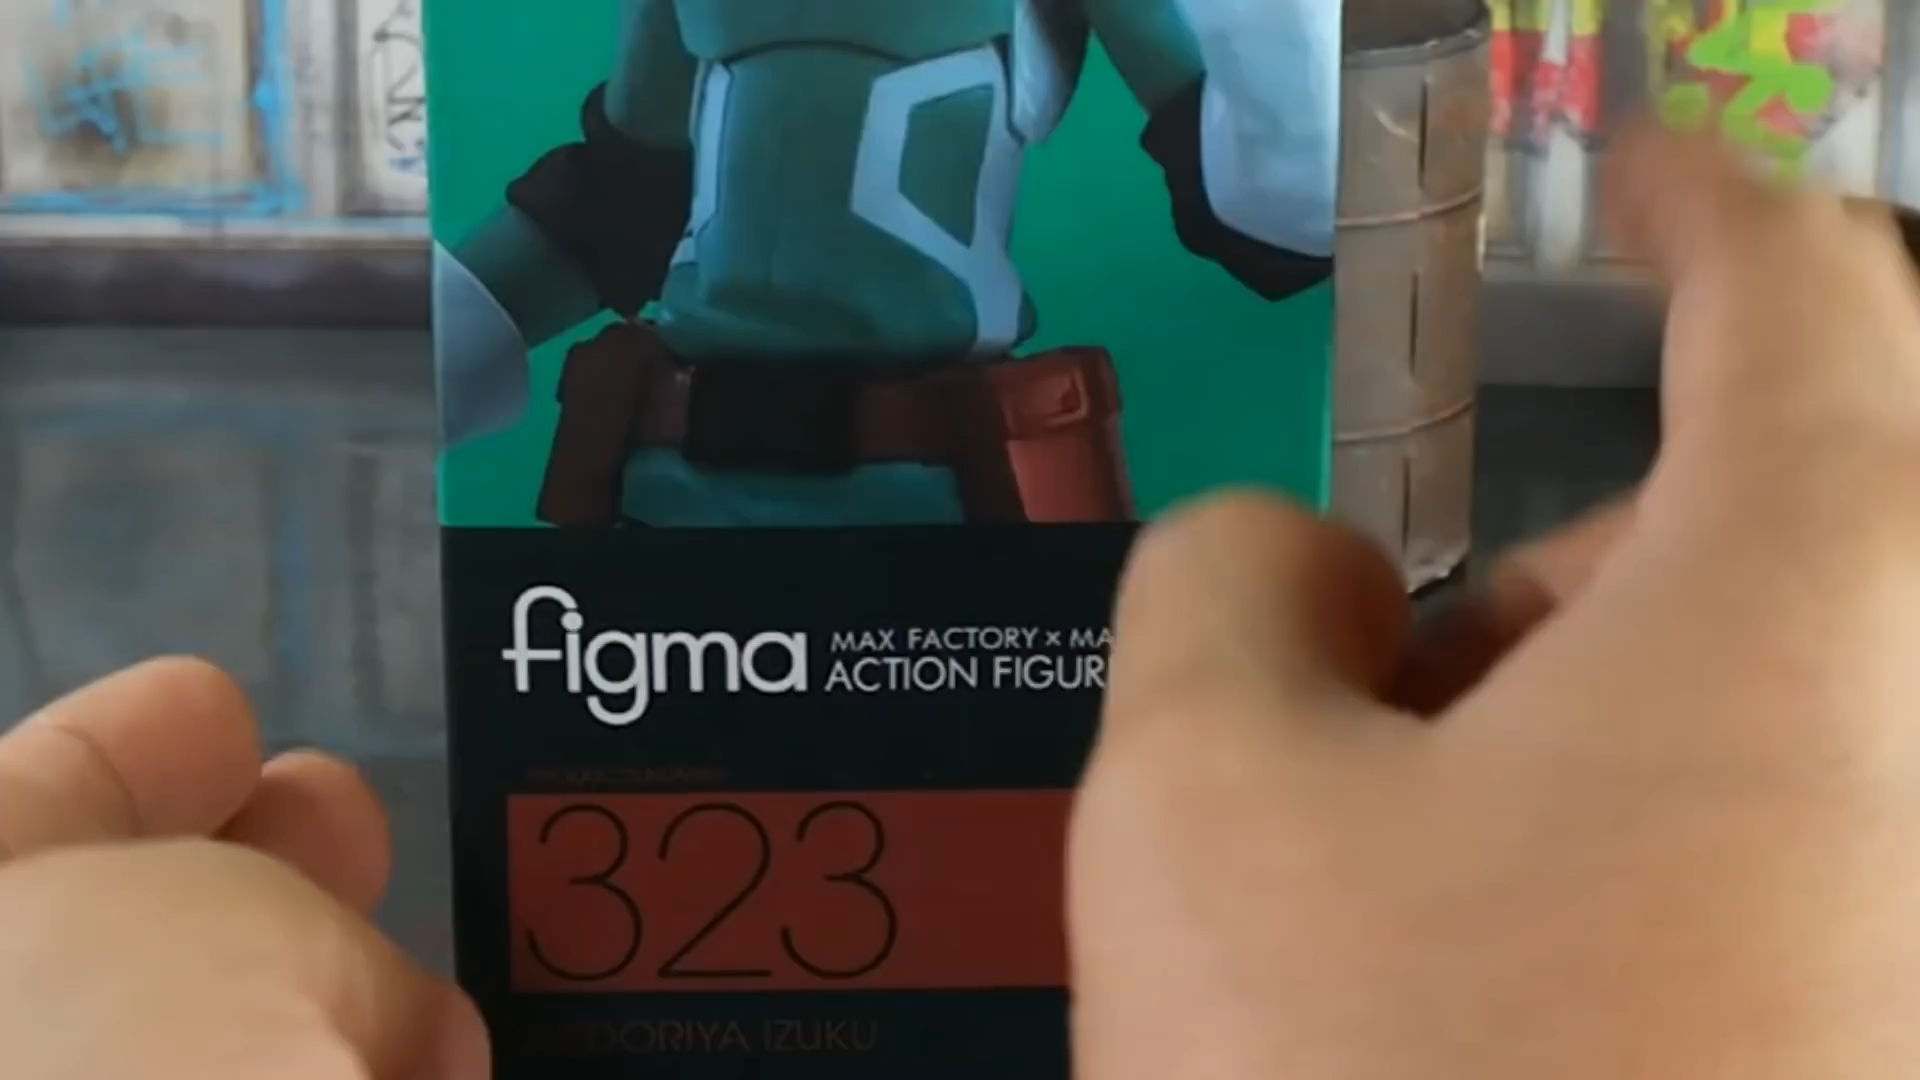 figma
MAX FACTORY × MA
ACTION FIGUR
323
DORIYA IZUKU